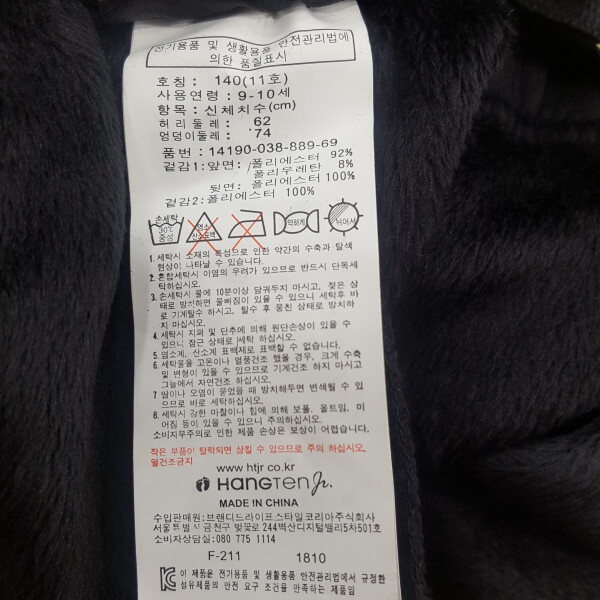 전기용품 및 생활용품 안전관리법에
의한 품질표시
호칭 : 140(11호)
사용연령 : 9-10세
항목 : 신체치수(cm)
허리둘레 : 62
엉덩이둘레 : 74
품번 : 14190-038-889-69
겉감1:앞면:/폴리에스터 92%
폴리우레탄 8%
뒷면: 폴리에스터 100%
겉감2:폴리에스터 100%
손세탁
30℃
중성
염소
산소표백
약하게
뉘어서
1.세탁시 소재의 특성으로 인한 약간의 수축과 탈색
현상이 나타날 수 있습니다.
2.혼합세탁시 이염의 우려가 있으므로 반드시 단독세
탁하십시오.
3.손세탁시 물에 10분이상 담궈두지 마시고, 젖은 상
태로 방치하면 물빠짐이 있을 수 있으니 세탁후 바
로 기계탈수 하시고, 탈수 후 뭉친 상태로 방치하
지 마십시오.
4.세탁시 지퍼 및 단추에 의해 원단손상이 있을 수
있으니 잠근 상태로 세탁 하십시오.
5.염소계, 산소계 표백제로 표백할 수 없습니다.
6.세탁물을 고온이나 열풍건조 했을 경우, 크게 수축
및 변형이 있을 수 있으므로 기계건조 하지 마시고
그늘에서 자연건조 하십시오.
7.땀이나 오염이 묻었을 때 방치해두면 변색될 수 있
으므로 바로 세탁하십시오.
8.세탁시 강한 마찰이나 힘에 의해 보풀, 올트임, 미
어짐 등이 있을 수 있으니 주의하십시오.
소비자부주의로 인한 제품 손상은 보상이 어렵습니다.
작은 부품이 탈락되면 삼킬 수 있으므로 주의 하십시오.
열건조금지
www.htjr.co.kr
HANGTEN Jr.
MADE IN CHINA
수입판매원:브랜디드라이프스타일코리아주식회사
서울특별시 금천구 벚꽃로 244벽산디지털밸리5차501호
소비자상담실:080 775 1114
F-211 1810
이 제품은 전기용품 및 생활용품 안전관리법에서 규정한
섬유제품의 안전 요구 조건을 만족하는 제품임